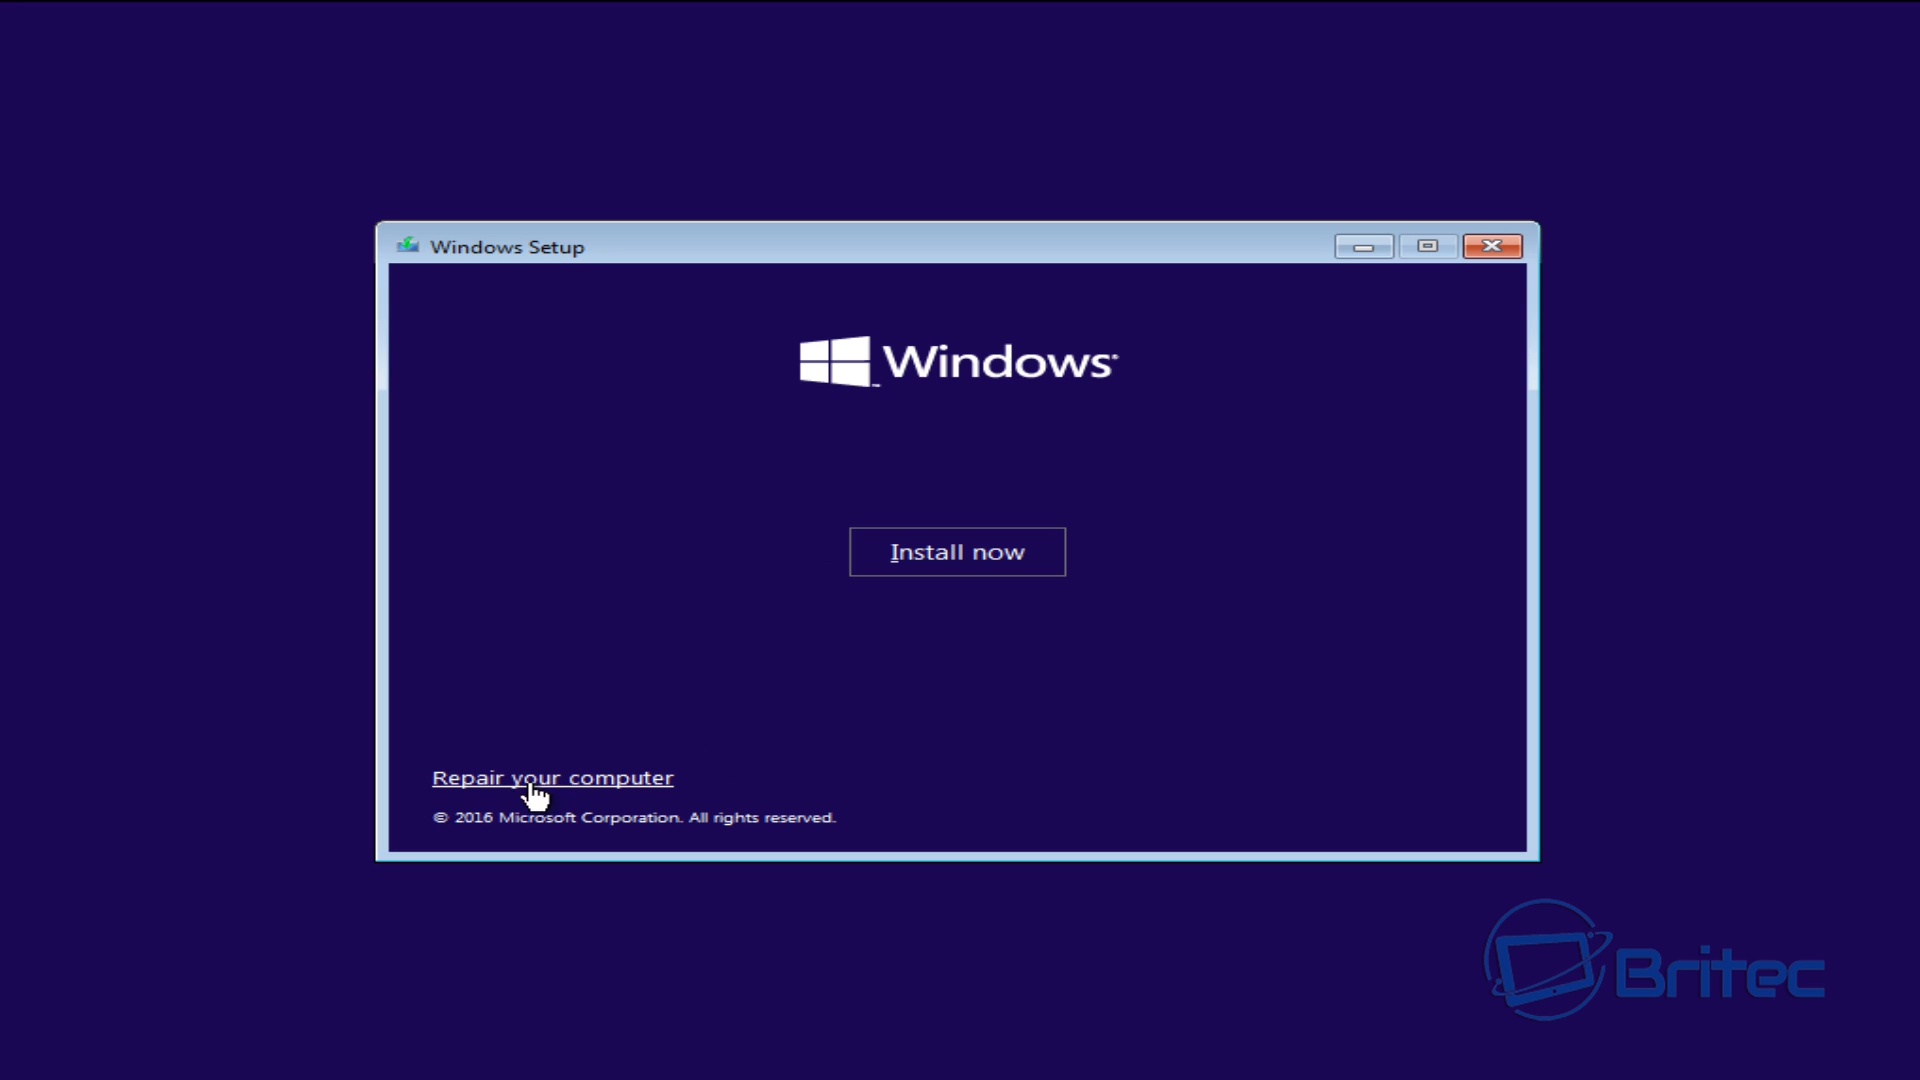 Windows Setup
Windows
Install now
Repair your computer
© 2016 Microsoft Corporation. All rights reserved.
Britec